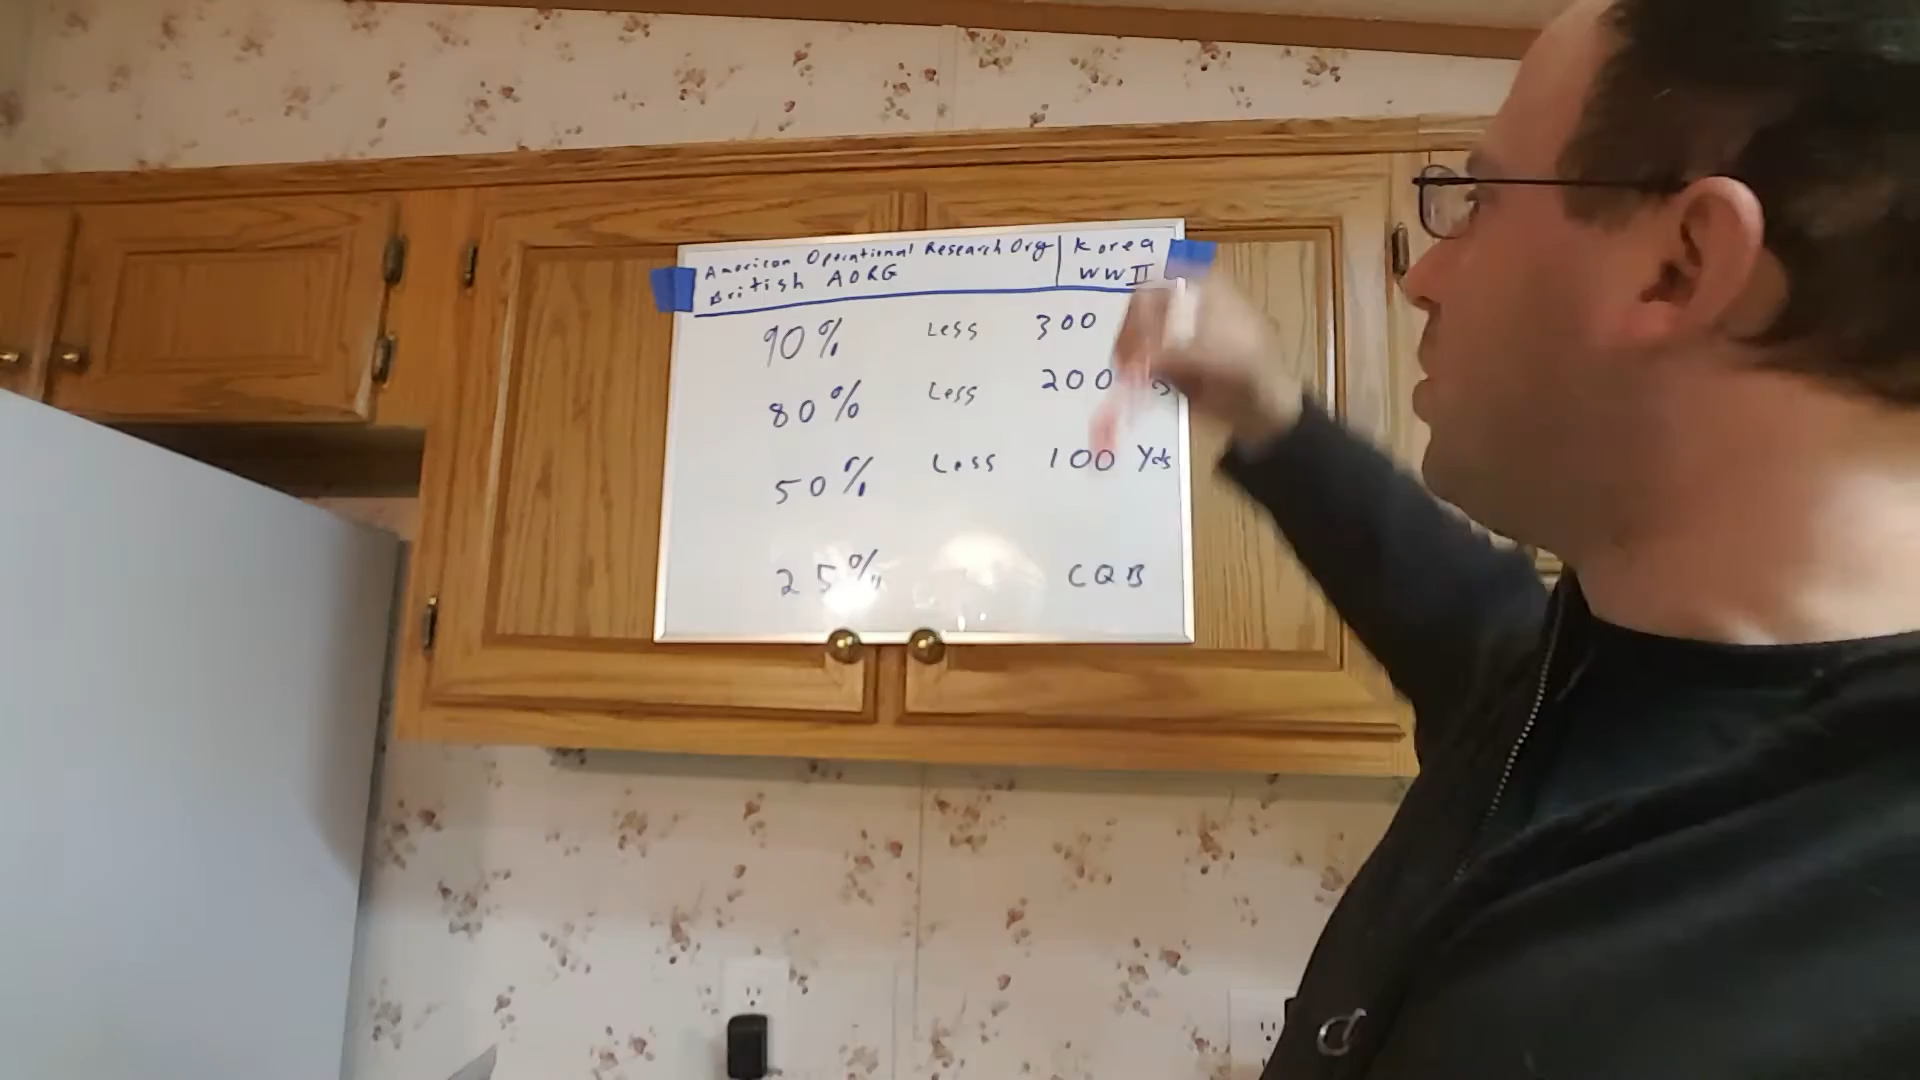 American Operational Research Org Korea
British AORG WWII
90% Less 300
80% Less 200
50% Less 100 Yds
25% CQB